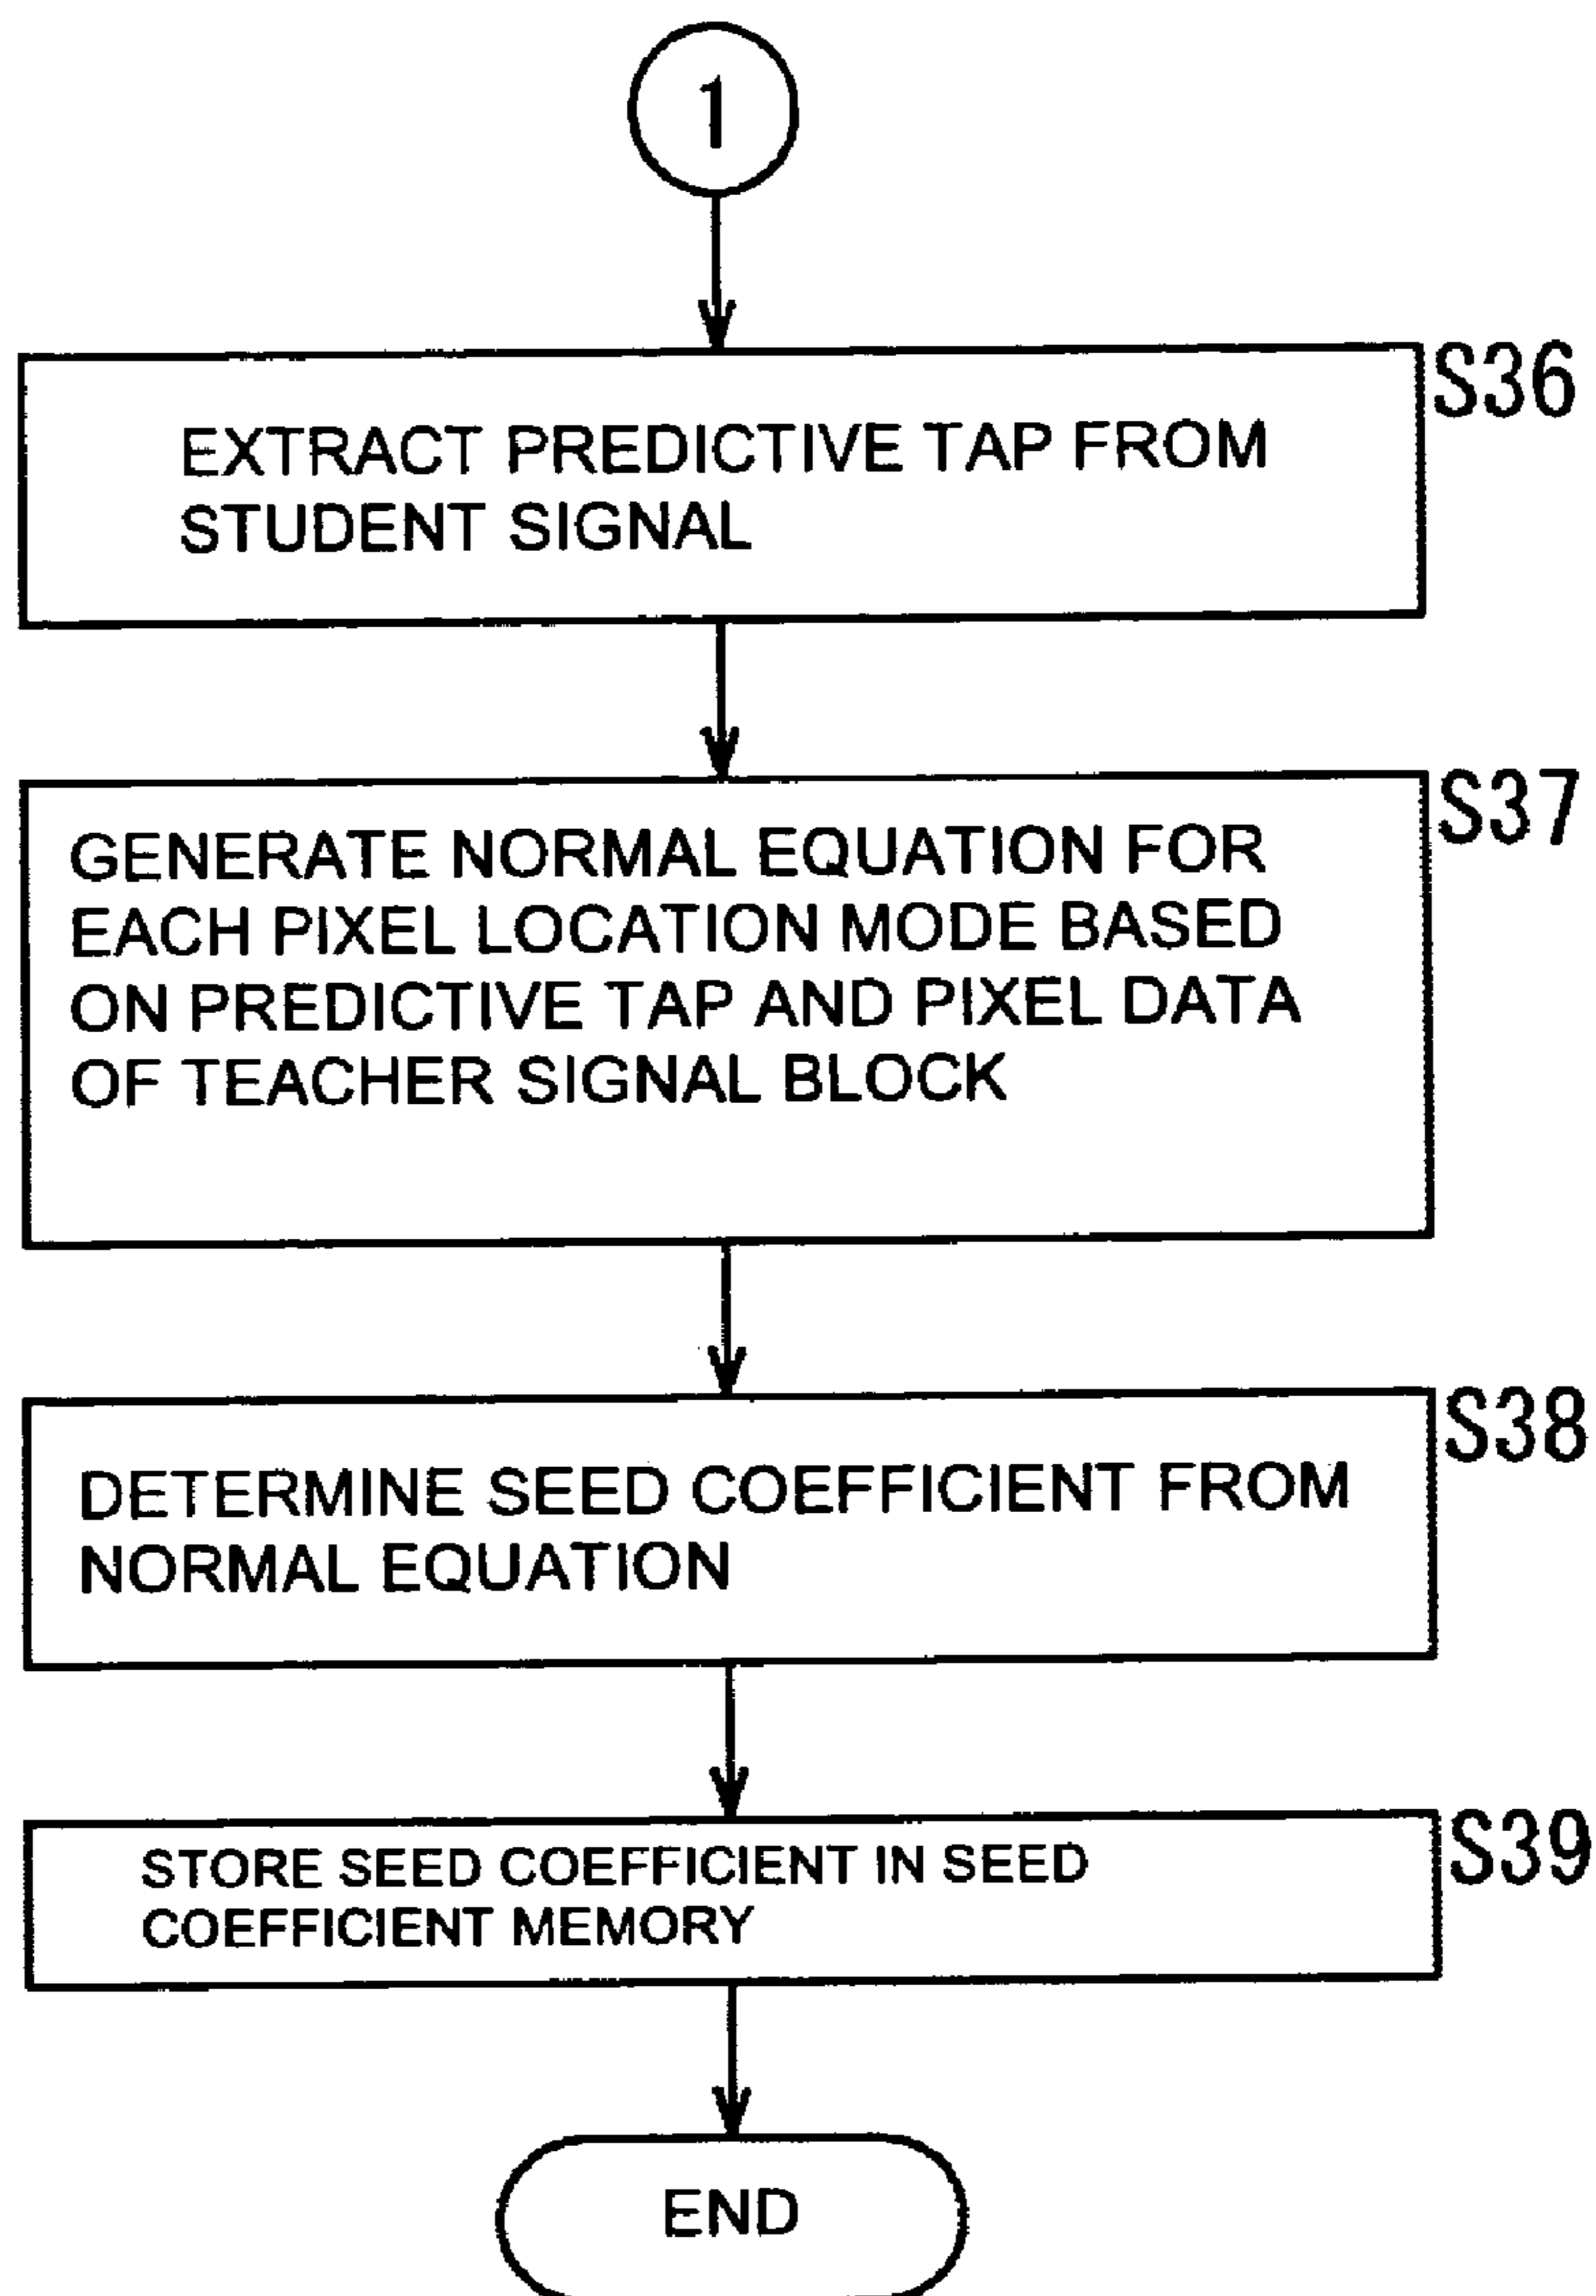 1
S36
EXTRACT PREDICTIVE TAP FROM
STUDENT SIGNAL
S37
GENERATE NORMAL EQUATION FOR
EACH PIXEL LOCATION MODE BASED
ON PREDICTIVE TAP AND PIXEL DATA
OF TEACHER SIGNAL BLOCK
S38
DETERMINE SEED COEFFICIENT FROM
NORMAL EQUATION
S39
STORE SEED COEFFICIENT IN SEED
COEFFICIENT MEMORY
END